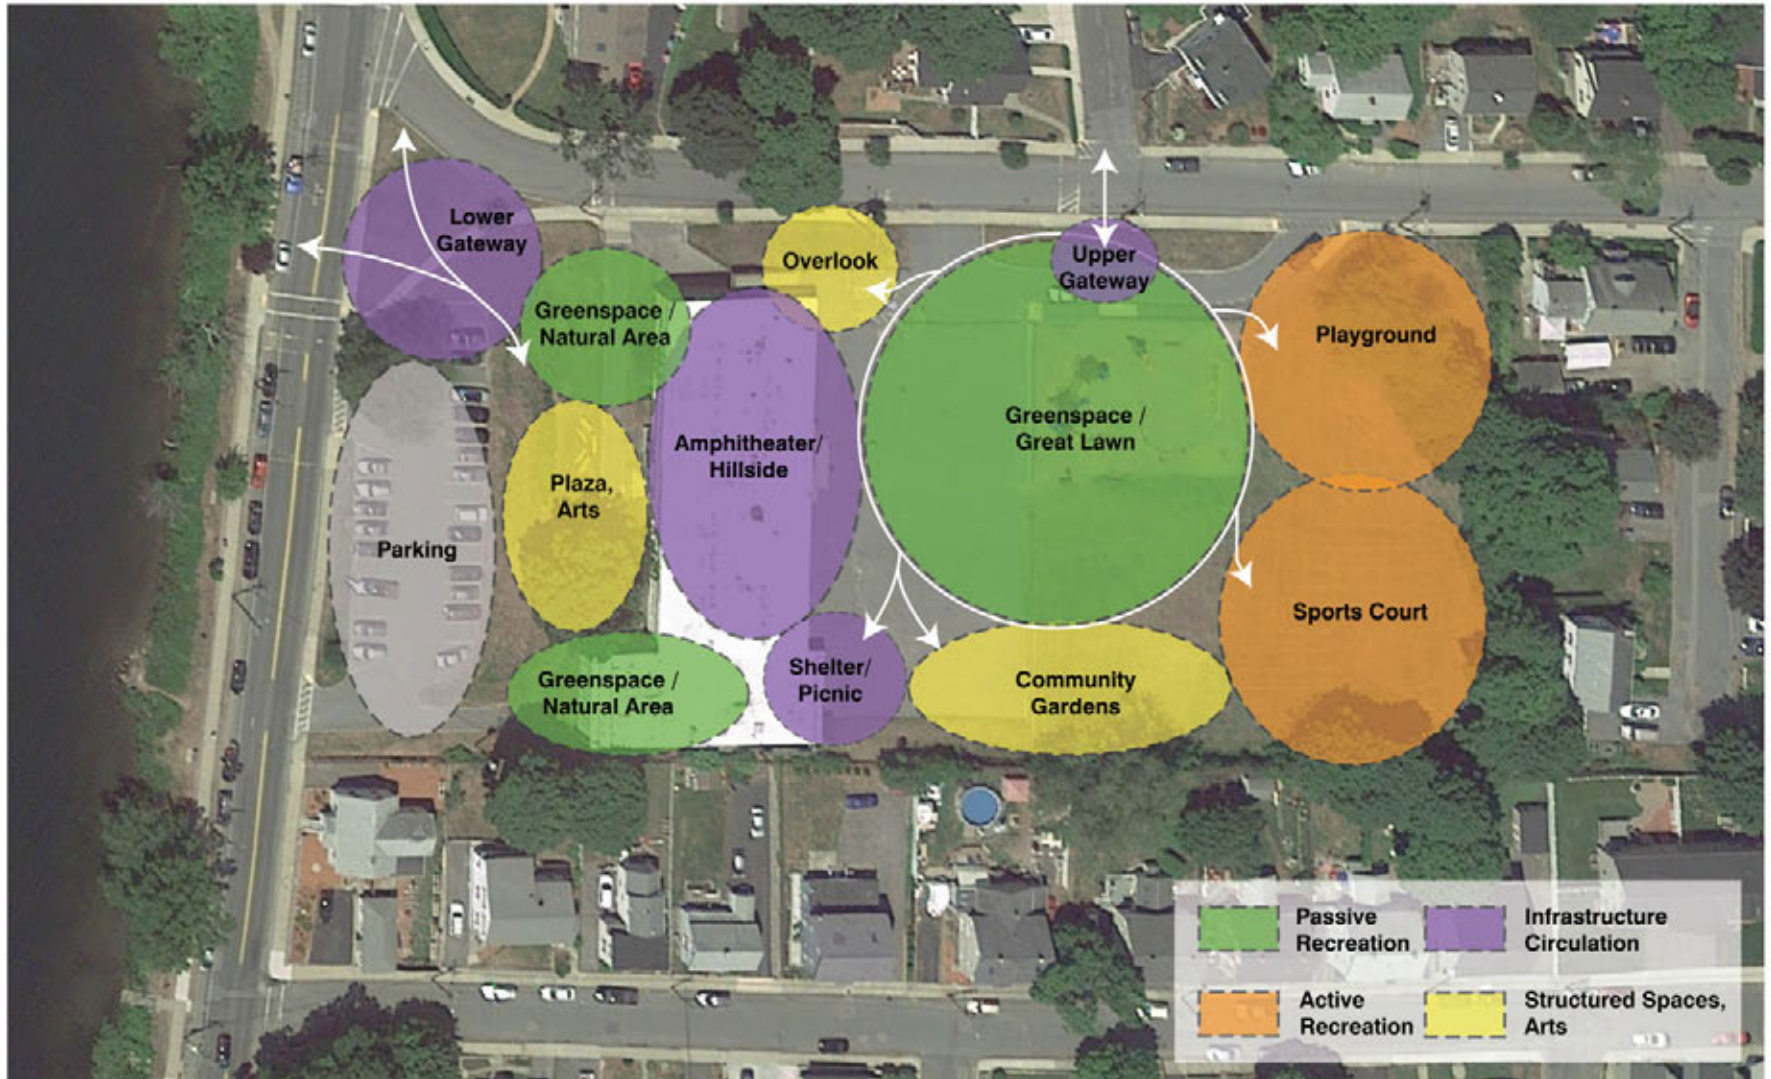 Lower
Gateway
Overlook
Upper
Gateway
Greenspace /
Natural Area
Playground
Greenspace /
Great Lawn
Amphitheater/
Hillside
Plaza,
Arts
Parking
Sports Court
Shelter/
Picnic
Greenspace /
Natural Area
Community
Gardens
Passive
Recreation
Infrastructure
Circulation
Active
Recreation
Structured Spaces,
Arts